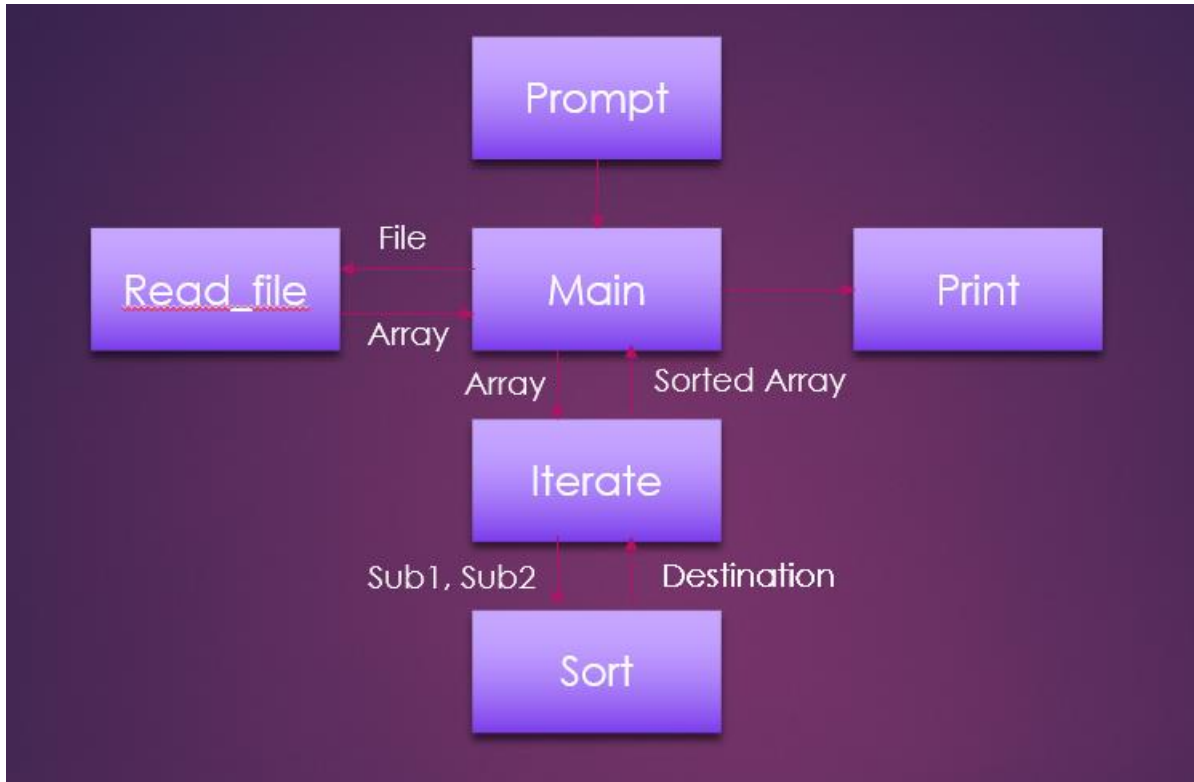 Prompt
File
Read_file
Main
Print
Array
Array
Sorted Array
Iterate
Sub1, Sub2
Destination
Sort